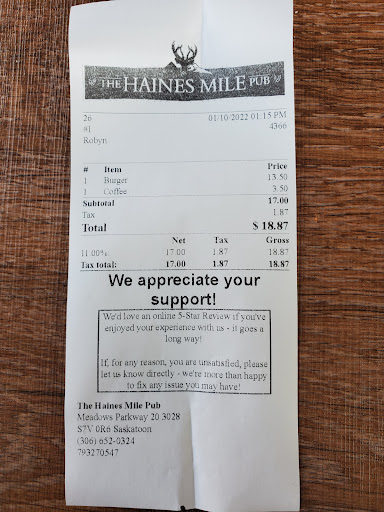 THE HAINES MILE PUB
26 01/10/2022 01:15 PM
#1 4366
Robyn
# Item Price
1 Burger 13.50
1 Coffee 3.50
Subtotal 17.00
Tax 1.87
Total $ 18.87
Net Tax Gross
11.00% 17.00 1.87 18.87
Tax total: 17.00 1.87 18.87
We appreciate your
support!
We'd love an online 5-Star Review if you've
enjoyed your experience with us - it goes a
long way!
If, for any reason, you are unsatisfied, please
let us know directly - we're more than happy
to fix any issue you may have!
The Haines Mile Pub
Meadows Parkway 20 3028
S7V 0R6 Saskatoon
(306) 652-0324
793270547